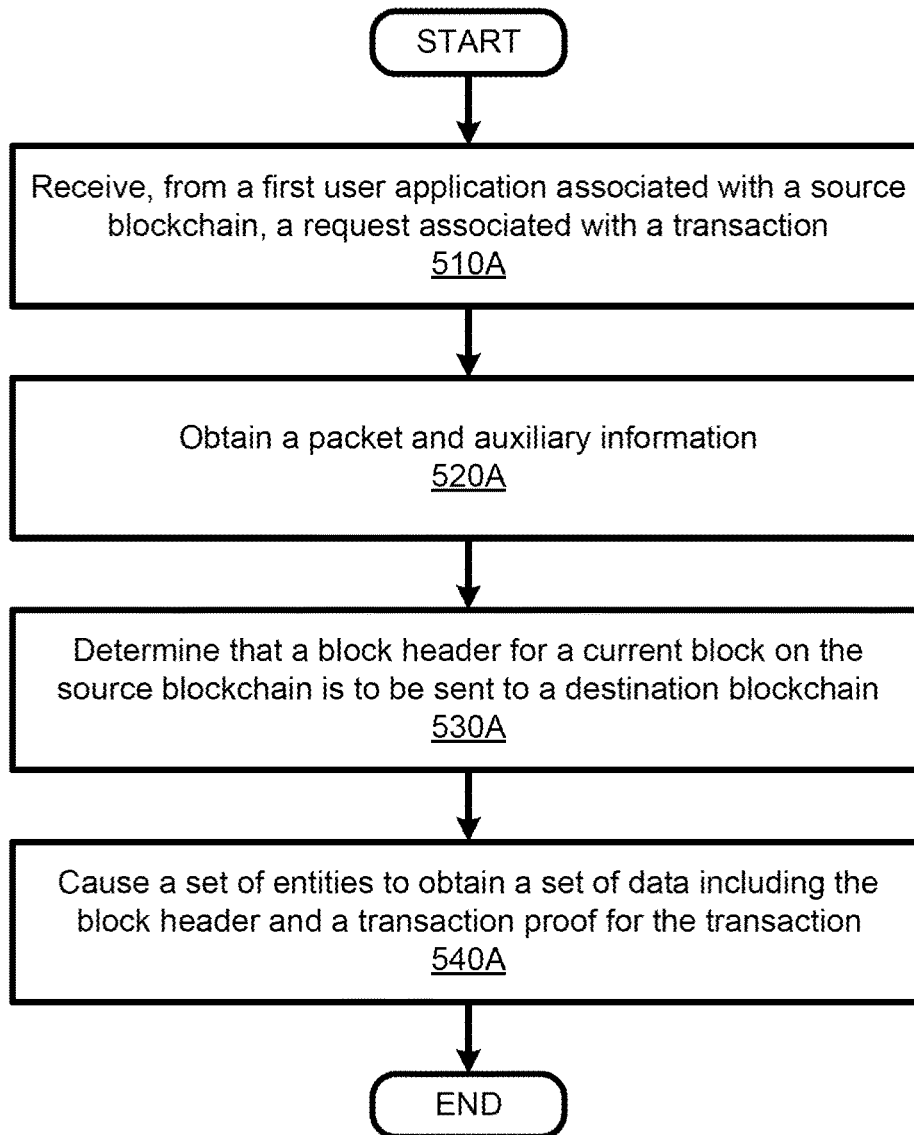 START
Receive, from a first user application associated with a source
blockchain, a request associated with a transaction
510A
Obtain a packet and auxiliary information
520A
Determine that a block header for a current block on the
source blockchain is to be sent to a destination blockchain
530A
Cause a set of entities to obtain a set of data including the
block header and a transaction proof for the transaction
540A
END